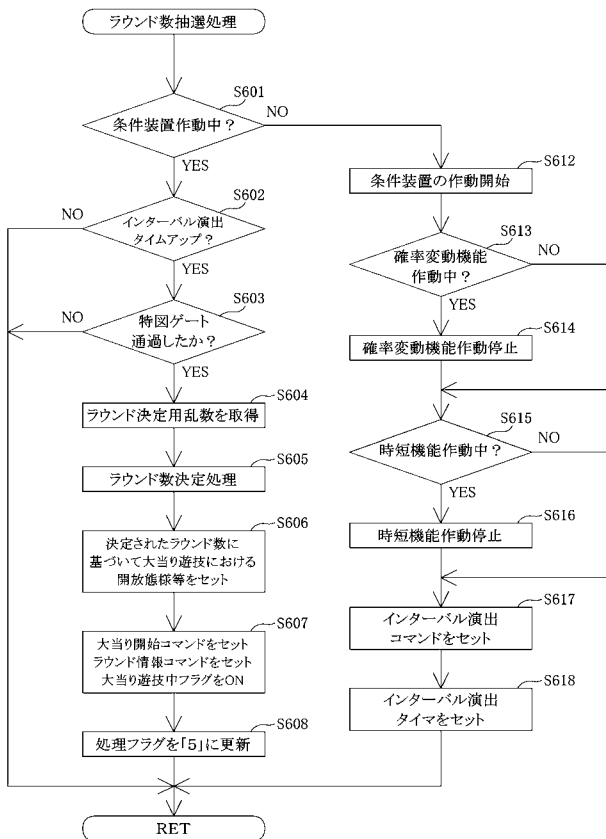 ラウンド数抽選処理
S601
条件装置作動中？
NO
YES
S602
インターバル演出
タイムアップ？
NO
YES
S603
特図ゲート
通過したか？
NO
YES
S604
ラウンド決定用乱数を取得
S605
ラウンド数決定処理
S606
決定されたラウンド数に
基づいて大当り遊技における
開放態様等をセット
S607
大当り開始コマンドをセット
ラウンド情報コマンドをセット
大当り遊技中フラグをON
S608
処理フラグを「5」に更新
S612
条件装置の作動開始
S613
確率変動機能
作動中？
NO
YES
S614
確率変動機能作動停止
S615
時短機能作動中？
NO
YES
S616
時短機能作動停止
S617
インターバル演出
コマンドをセット
S618
インターバル演出
タイマをセット
RET